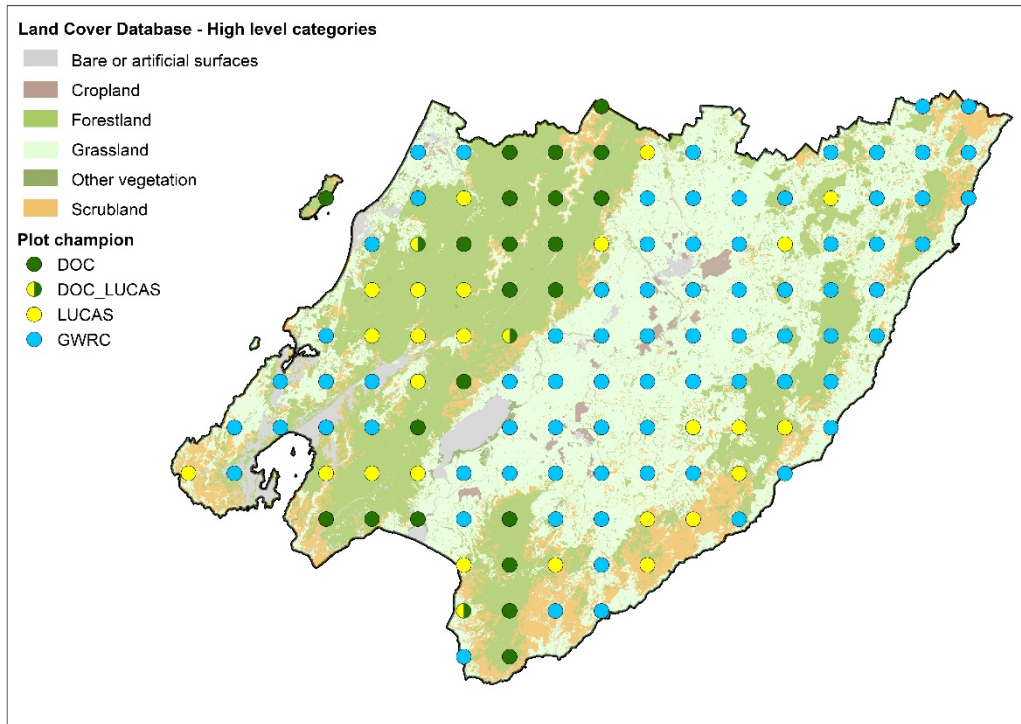 Land Cover Database - High level categories
Bare or artificial surfaces
Cropland
Forestland
Grassland
Other vegetation
Scrubland
Plot champion
DOC
DOC_LUCAS
LUCAS
GWRC